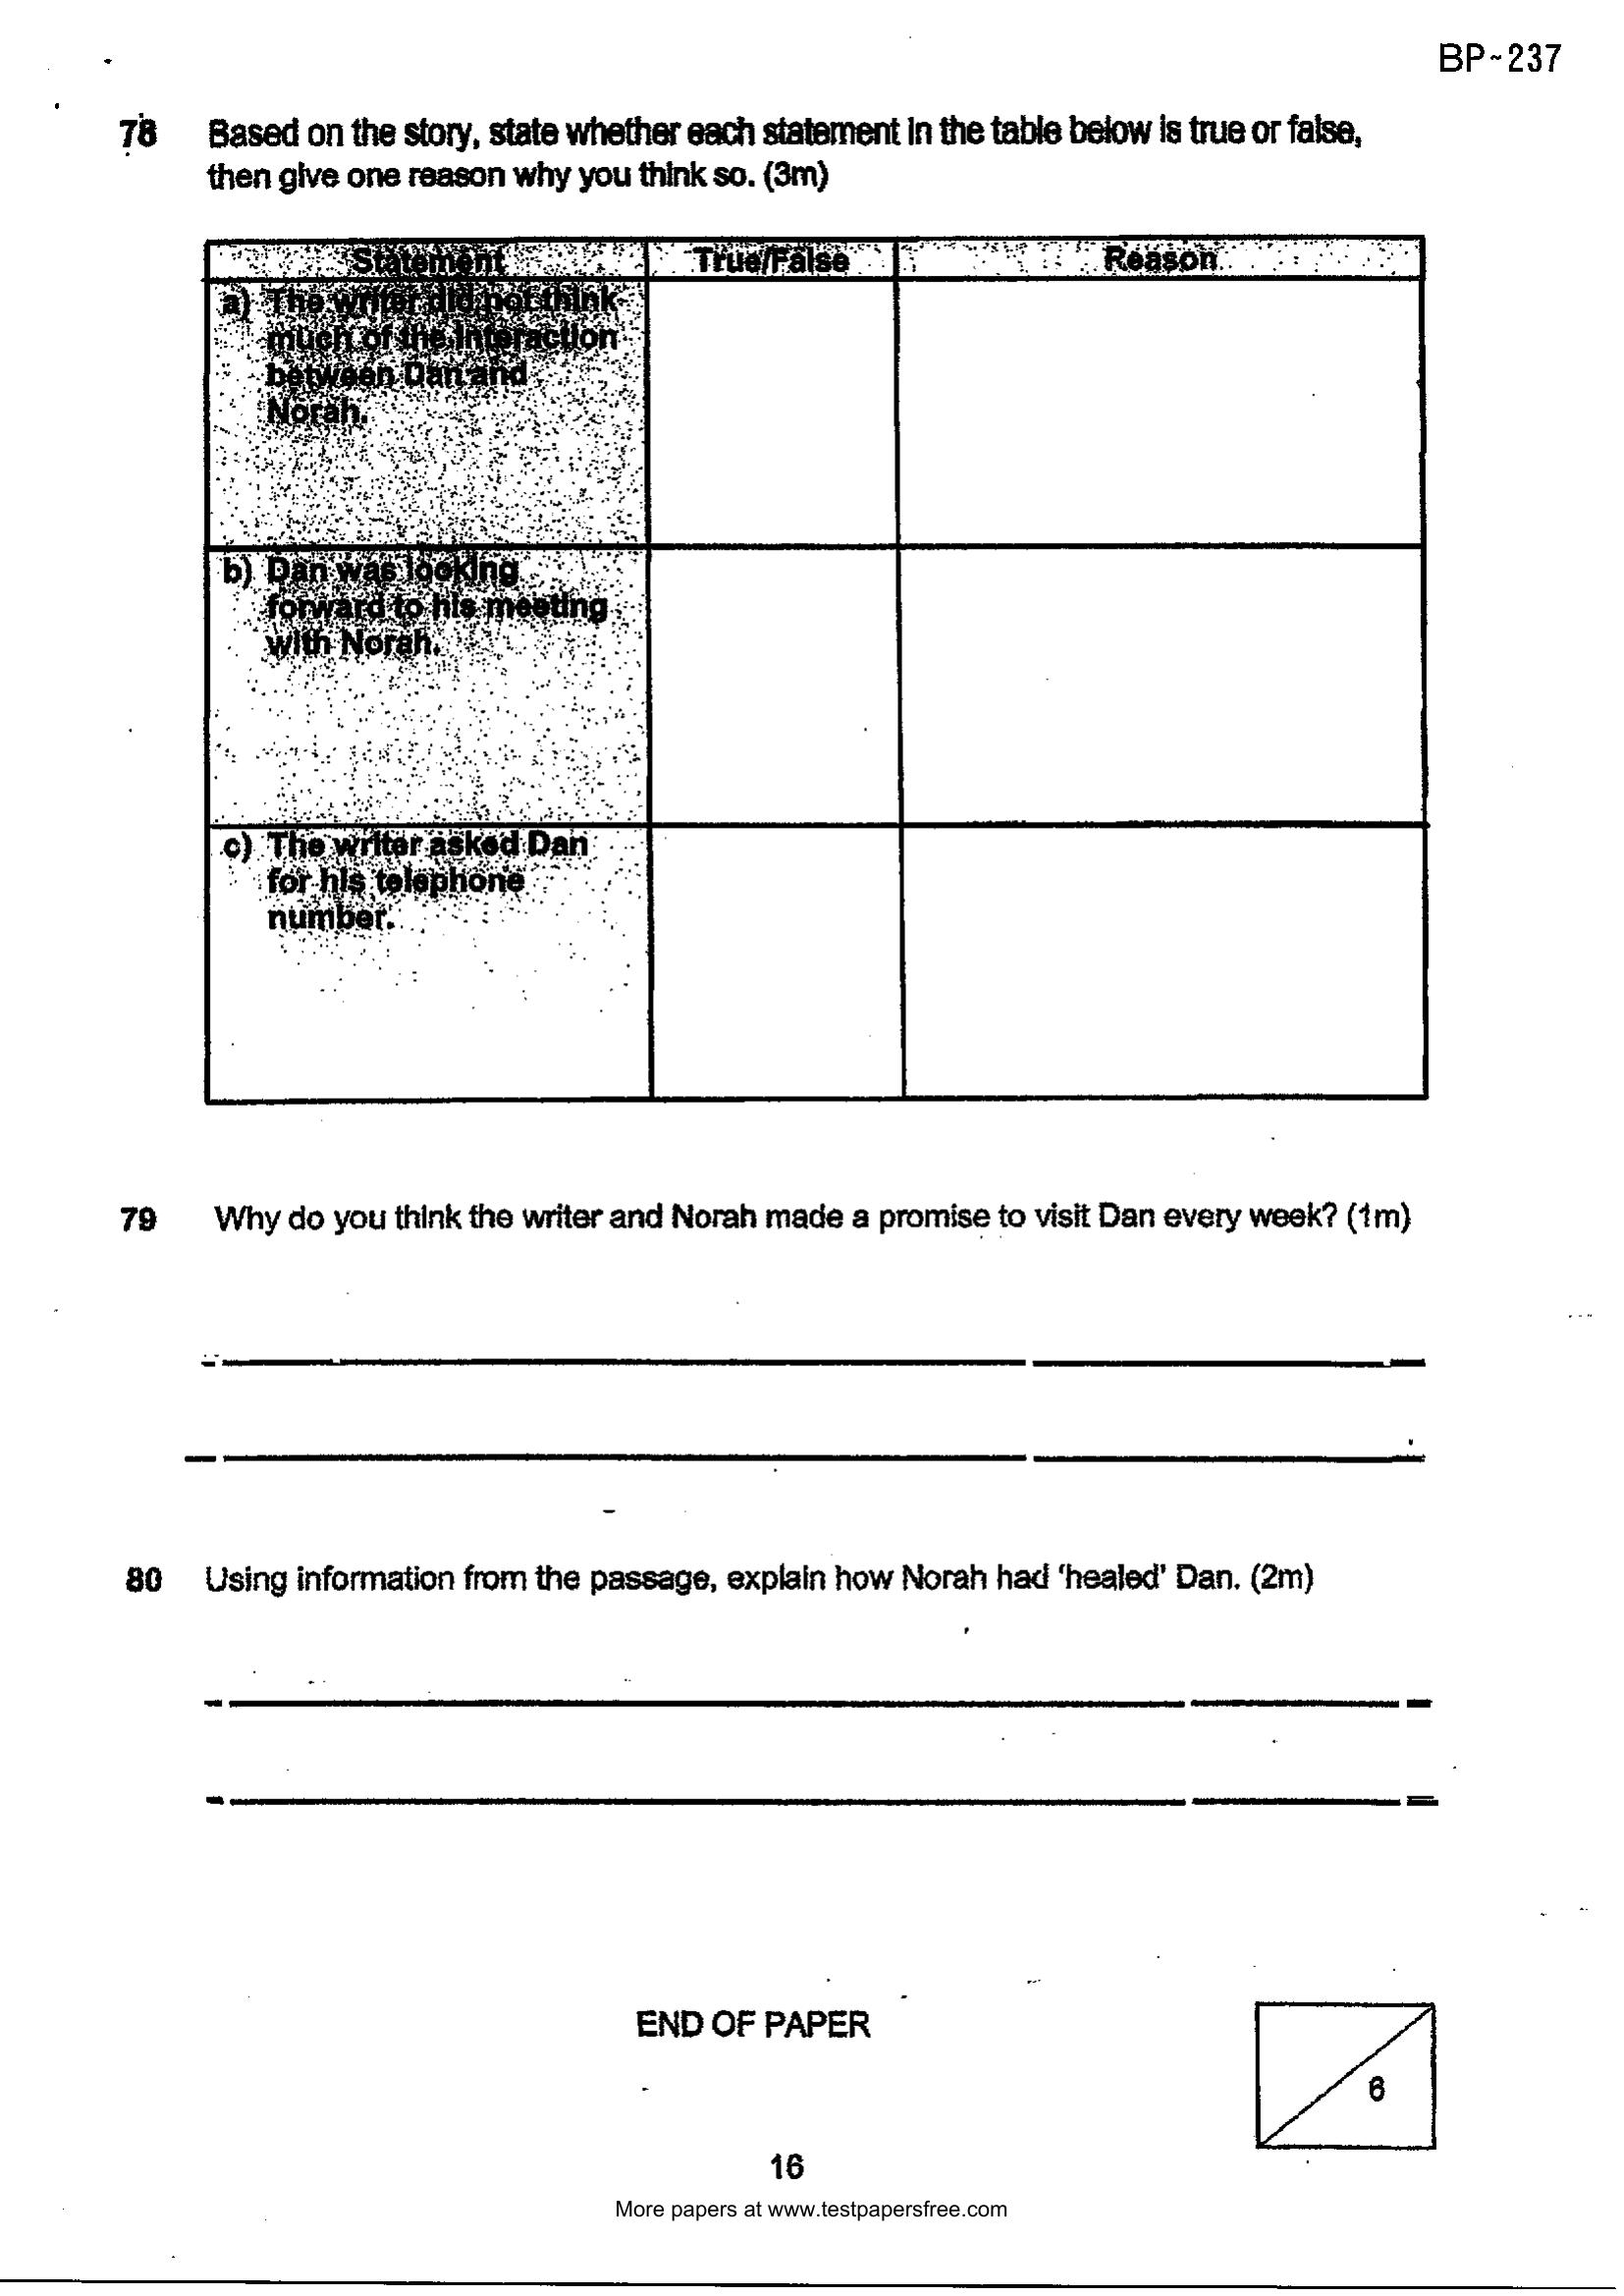 BP~237
78 Based on the story, state whether each statement in the table below is true or false,
then give one reason why you think so. (3m)
Statement True/False Reason
a) The writer did not think
much of the interaction
between Dan and
Norah.
b) Dan was looking
forward to his meeting
with Norah.
c) The writer asked Dan
for his telephone
number.
79 Why do you think the writer and Norah made a promise to visit Dan every week? (1m)
80 Using information from the passage, explain how Norah had ‘healed’ Dan. (2m)
END OF PAPER
6
16
More papers at www.testpapersfree.com